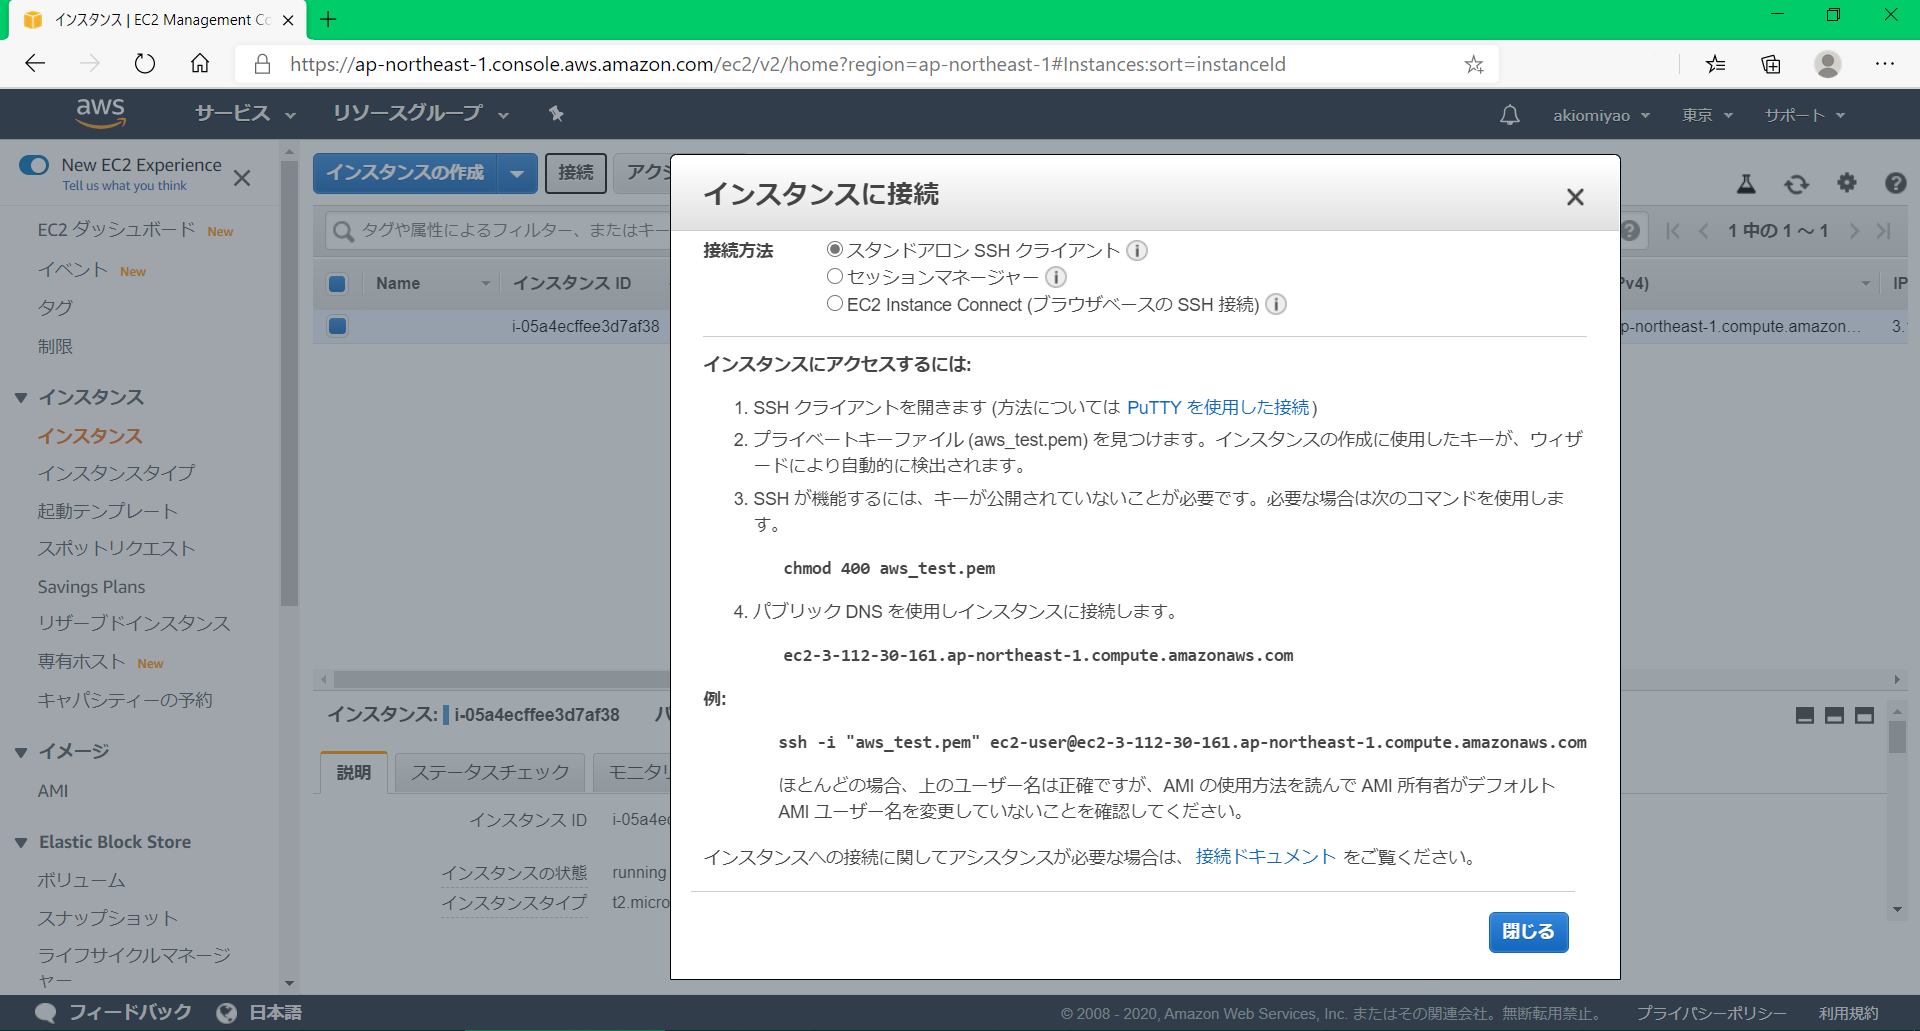 インスタンス | EC2 Management Co
https://ap-northeast-1.console.aws.amazon.com/ec2/v2/home?region=ap-northeast-1#Instances:sort=instanceId
aws サービス リソースグループ akiomiyao 東京 サポート
New EC2 Experience
Tell us what you think
EC2 ダッシュボード New
イベント New
タグ
制限
インスタンス
インスタンス
インスタンスタイプ
起動テンプレート
スポットリクエスト
Savings Plans
リザーブドインスタンス
専有ホスト New
キャパシティーの予約
イメージ
AMI
Elastic Block Store
ボリューム
スナップショット
ライフサイクルマネージ
ャー
インスタンスの作成 接続 アクシ
タグや属性によるフィルター、またはキー
1 中の 1 ~ 1
Name インスタンス ID
v4) IP
i-05a4ecffee3d7af38
p-northeast-1.compute.amazon... 3.
インスタンスに接続
接続方法
スタンドアロン SSH クライアント
セッションマネージャー
EC2 Instance Connect (ブラウザベースの SSH 接続)
インスタンスにアクセスするには:
1. SSH クライアントを開きます (方法については PuTTY を使用した接続)
2. プライベートキーファイル (aws_test.pem) を見つけます。インスタンスの作成に使用したキーが、ウィザ
ードにより自動的に検出されます。
3. SSH が機能するには、キーが公開されていないことが必要です。必要な場合は次のコマンドを使用しま
す。
chmod 400 aws_test.pem
4. パブリック DNS を使用しインスタンスに接続します。
ec2-3-112-30-161.ap-northeast-1.compute.amazonaws.com
例:
ssh -i "aws_test.pem" ec2-user@ec2-3-112-30-161.ap-northeast-1.compute.amazonaws.com
ほとんどの場合、上のユーザー名は正確ですが、AMI の使用方法を読んで AMI 所有者がデフォルト
AMI ユーザー名を変更していないことを確認してください。
インスタンスへの接続に関してアシスタンスが必要な場合は、 接続ドキュメント をご覧ください。
閉じる
インスタンス: i-05a4ecffee3d7af38 パ
説明 ステータスチェック モニタリ
インスタンス ID i-05a4ec
インスタンスの状態 running
インスタンスタイプ t2.micro
フィードバック 日本語
© 2008 - 2020, Amazon Web Services, Inc. またはその関連会社。無断転用禁止。 プライバシーポリシー 利用規約